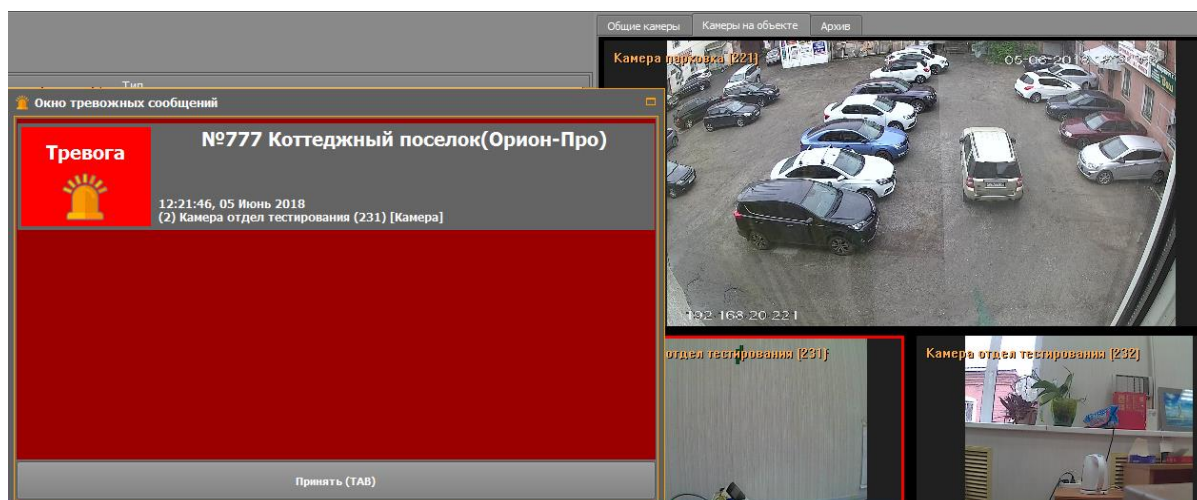 Общие камеры
Камеры на объекте
Архив
Тип
Окно тревожных сообщений
Тревога
№777 Коттеджный поселок(Орион-Про)
12:21:46, 05 Июнь 2018
(2) Камера отдел тестирования (231) [Камера]
Принять (TAB)
Камера парковка [221]
192-168-20-221
отдел тестирования [231]
Камера отдел тестирования [232]